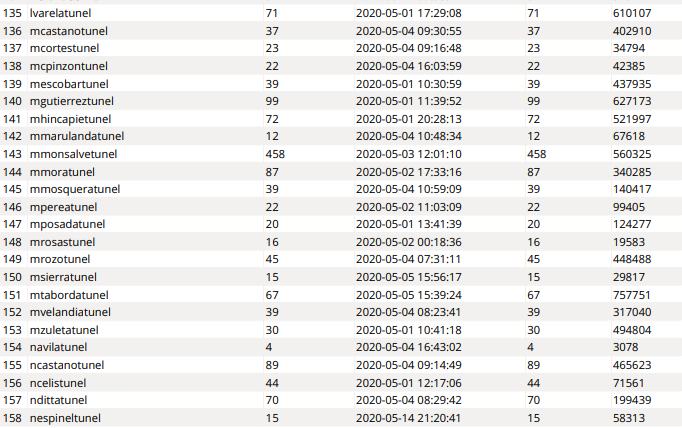 135 lvarelatunel 71 2020-05-01 17:29:08 71 610107
136 mcastanotunel 37 2020-05-04 09:30:55 37 402910
137 mcortestunel 23 2020-05-04 09:16:48 23 34794
138 mcpinzontunel 22 2020-05-04 16:03:59 22 42385
139 mescobartunel 39 2020-05-01 10:30:59 39 437935
140 mgutierreztunel 99 2020-05-01 11:39:52 99 627173
141 mhincapietunel 72 2020-05-01 20:28:13 72 521997
142 mmarulandatunel 12 2020-05-04 10:48:34 12 67618
143 mmonsalvetunel 458 2020-05-03 12:01:10 458 560325
144 mmoratunel 87 2020-05-02 17:33:16 87 340285
145 mmosqueratunel 39 2020-05-04 10:59:09 39 140417
146 mpereatunel 22 2020-05-02 11:03:09 22 99405
147 mposadatunel 20 2020-05-01 13:41:39 20 124277
148 mrosastunel 16 2020-05-02 00:18:36 16 19583
149 mrozotunel 45 2020-05-04 07:31:11 45 448488
150 msierratunel 15 2020-05-05 15:56:17 15 29817
151 mtabordatunel 67 2020-05-05 15:39:24 67 757751
152 mvelandiatunel 39 2020-05-04 08:23:41 39 317040
153 mzuletatunel 30 2020-05-01 10:41:18 30 494804
154 navilatunel 4 2020-05-04 16:43:02 4 3078
155 ncastanotunel 89 2020-05-04 09:14:49 89 465623
156 ncelistunel 44 2020-05-01 12:17:06 44 71561
157 ndittatunel 70 2020-05-04 08:29:42 70 199439
158 nespineltunel 15 2020-05-14 21:20:41 15 58313